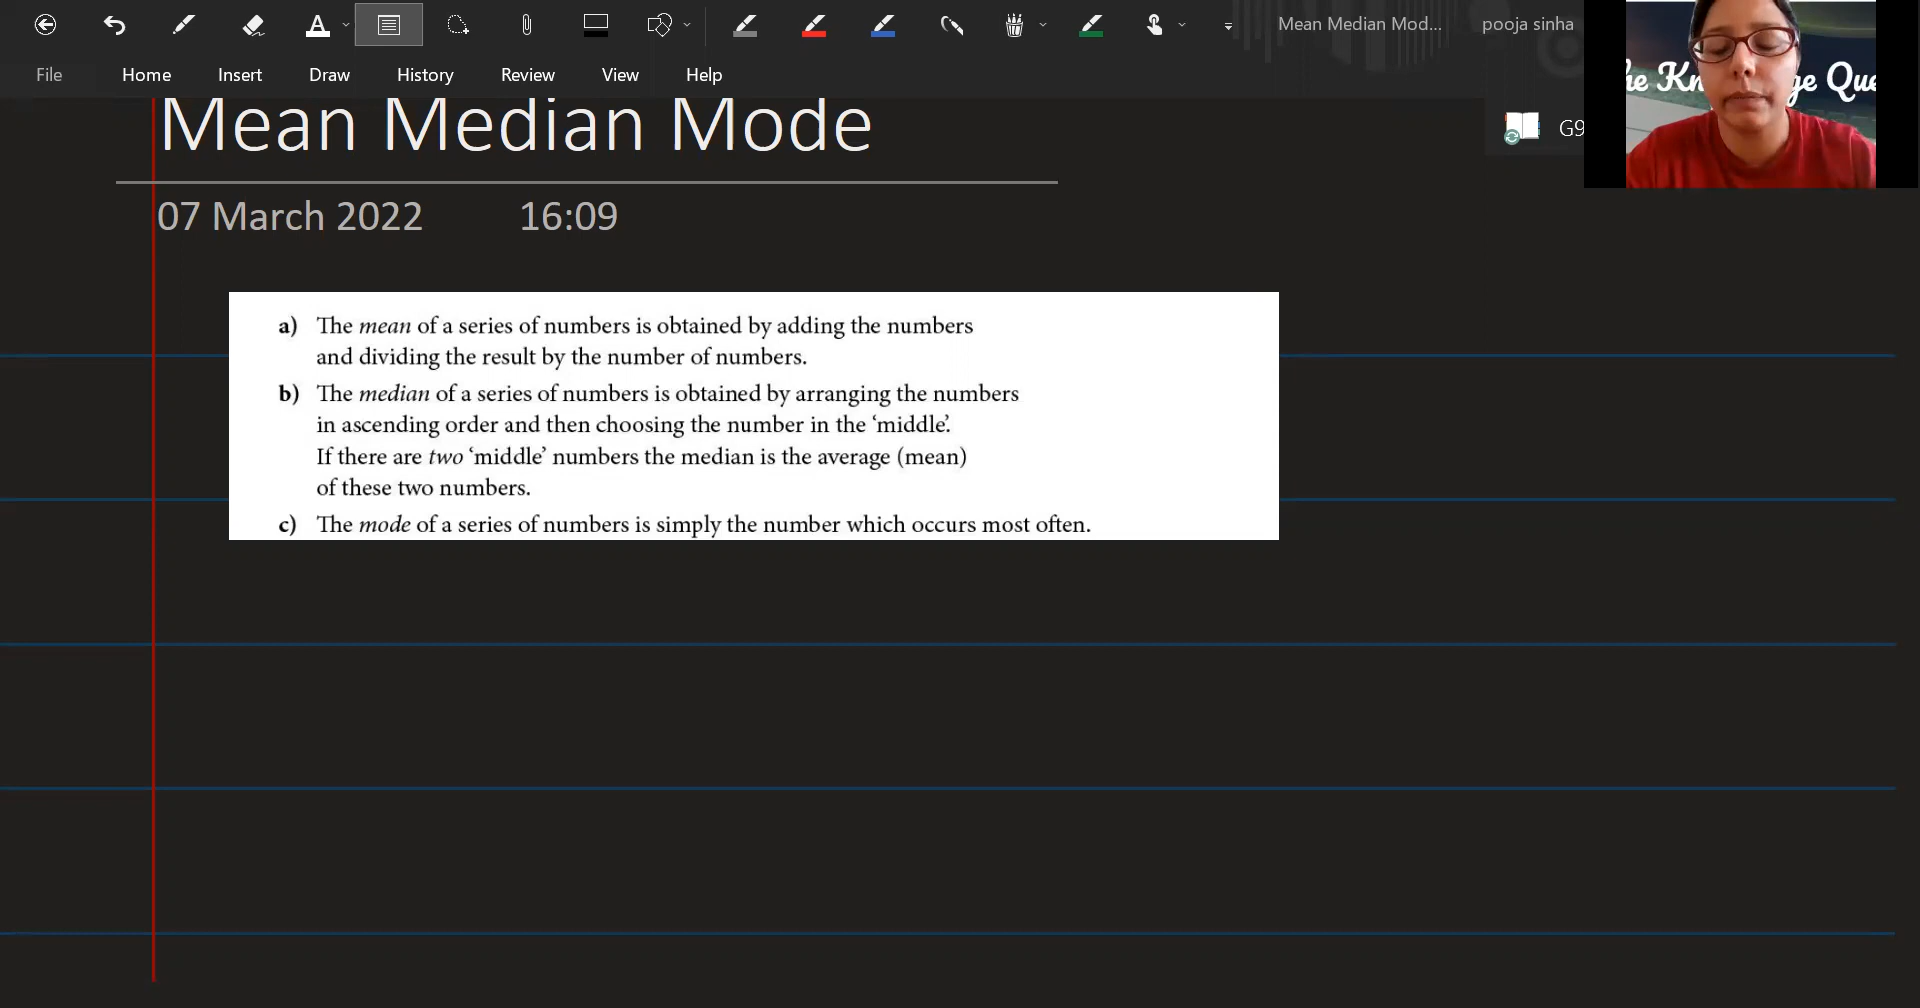 Mean Median Mod... pooja sinha
File Home Insert Draw History Review View Help
Mean Median Mode
G9
07 March 2022 16:09
a) The mean of a series of numbers is obtained by adding the numbers
and dividing the result by the number of numbers.
b) The median of a series of numbers is obtained by arranging the numbers
in ascending order and then choosing the number in the ‘middle’.
If there are two ‘middle’ numbers the median is the average (mean)
of these two numbers.
c) The mode of a series of numbers is simply the number which occurs most often.